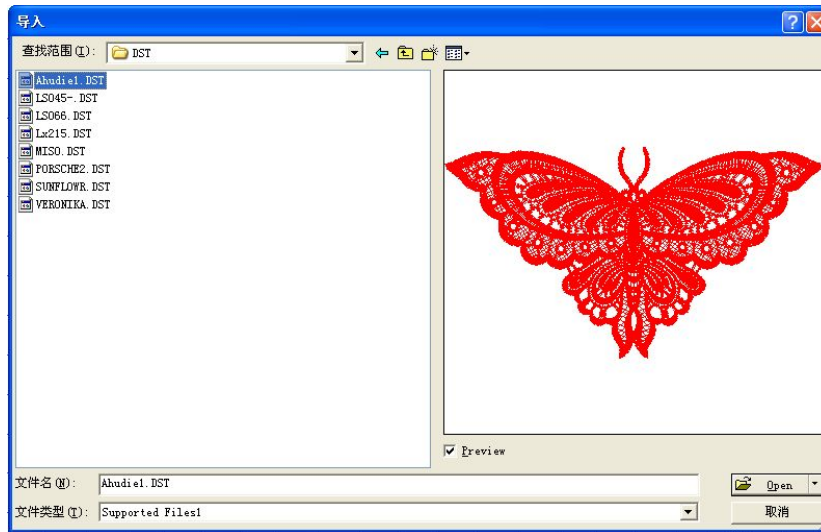 导入
查找范围(I): DST
Ahudie1.DST
LS045-.DST
LS066.DST
Lx215.DST
MISO.DST
PORSCHE2.DST
SUNFLOWR.DST
VERONIKA.DST
Preview
文件名(N): Ahudie1.DST
Open
文件类型(T): Supported Files1
取消